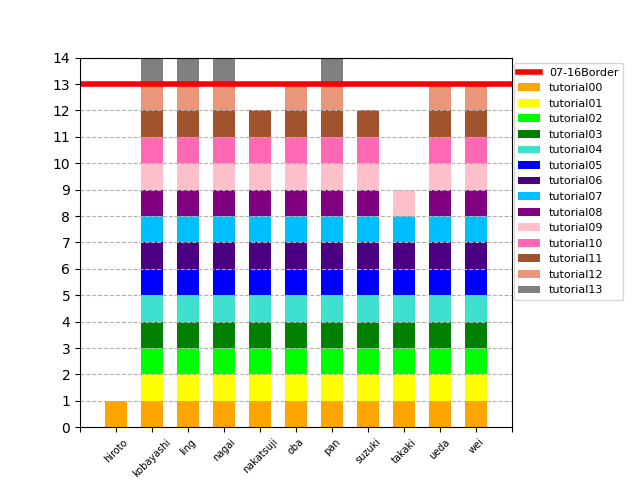 14
13
12
11
10
9
8
7
6
5
4
3
2
1
0
hiroto
kobayashi
ling
nagai
nakatsuji
oba
pan
suzuki
takaki
ueda
wei
07-16Border
tutorial00
tutorial01
tutorial02
tutorial03
tutorial04
tutorial05
tutorial06
tutorial07
tutorial08
tutorial09
tutorial10
tutorial11
tutorial12
tutorial13